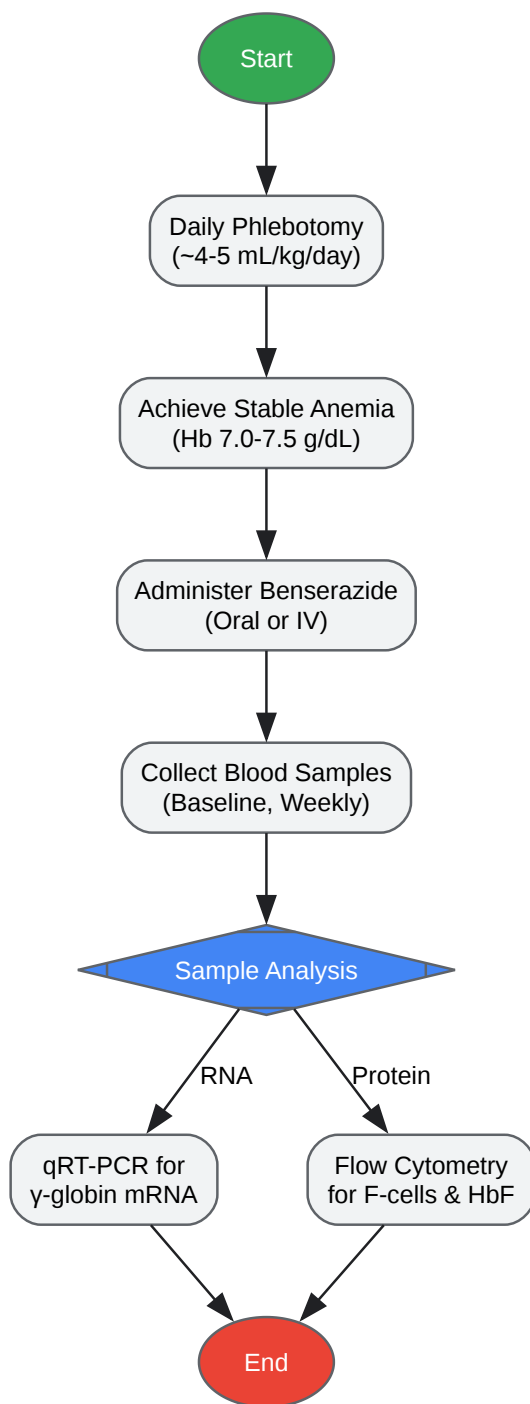 Start
Daily Phlebotomy
(~4-5 mL/kg/day)
Achieve Stable Anemia
(Hb 7.0-7.5 g/dL)
Administer Benserazide
(Oral or IV)
Collect Blood Samples
(Baseline, Weekly)
Sample Analysis
RNA
Protein
qRT-PCR for
γ-globin mRNA
Flow Cytometry
for F-cells & HbF
End